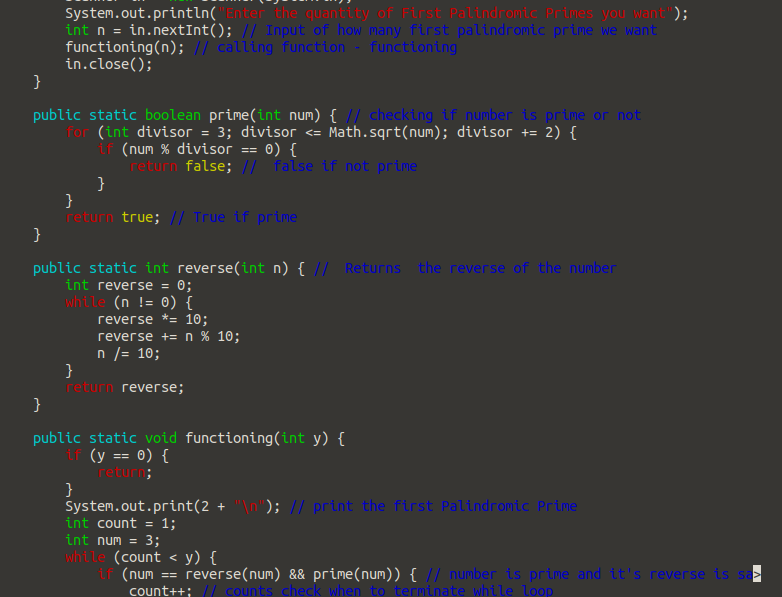 System.out.println("Enter the quantity of First Palindromic Primes you want");
int n = in.nextInt(); // Input of how many first palindromic prime we want
functioning(n); // calling function - functioning
in.close();
}
public static boolean prime(int num) { // checking if number is prime or not
for (int divisor = 3; divisor <= Math.sqrt(num); divisor += 2) {
if (num % divisor == 0) {
return false; //  false if not prime
}
}
return true; // True if prime
}
public static int reverse(int n) { //  Returns  the reverse of the number
int reverse = 0;
while (n != 0) {
reverse *= 10;
reverse += n % 10;
n /= 10;
}
return reverse;
}
public static void functioning(int y) {
if (y == 0) {
return;
}
System.out.print(2 + "\n"); // print the first Palindromic Prime
int count = 1;
int num = 3;
while (count < y) {
if (num == reverse(num) && prime(num)) { // number is prime and it's reverse is sa>
count++; // counts check when to terminate while loop